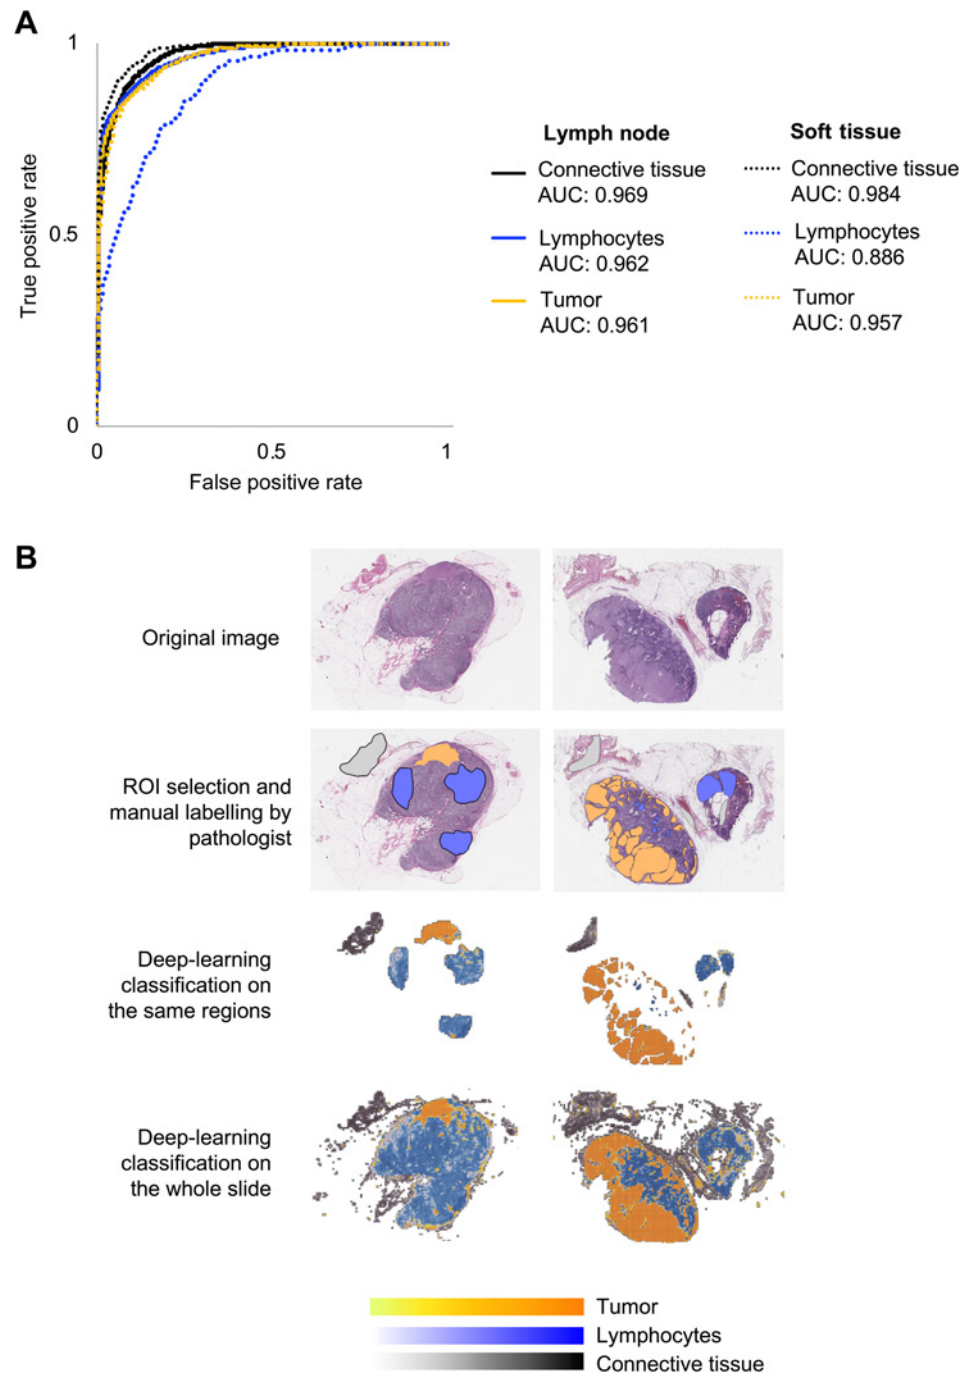 A
1
0.5
0
True positive rate
0
0.5
1
False positive rate
Lymph node
Connective tissue
AUC: 0.969
Lymphocytes
AUC: 0.962
Tumor
AUC: 0.961
Soft tissue
Connective tissue
AUC: 0.984
Lymphocytes
AUC: 0.886
Tumor
AUC: 0.957
B
Original image
ROI selection and
manual labelling by
pathologist
Deep-learning
classification on
the same regions
Deep-learning
classification on
the whole slide
Tumor
Lymphocytes
Connective tissue